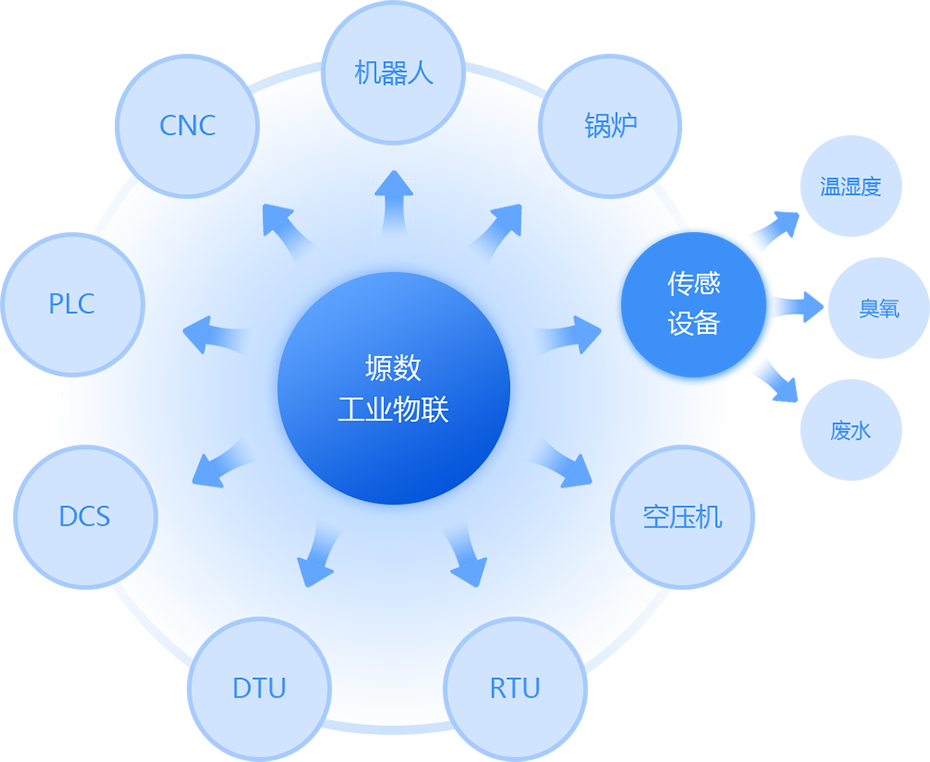 机器人
CNC
锅炉
温湿度
传感
设备
臭氧
PLC
塬数
工业物联
废水
DCS
空压机
DTU
RTU